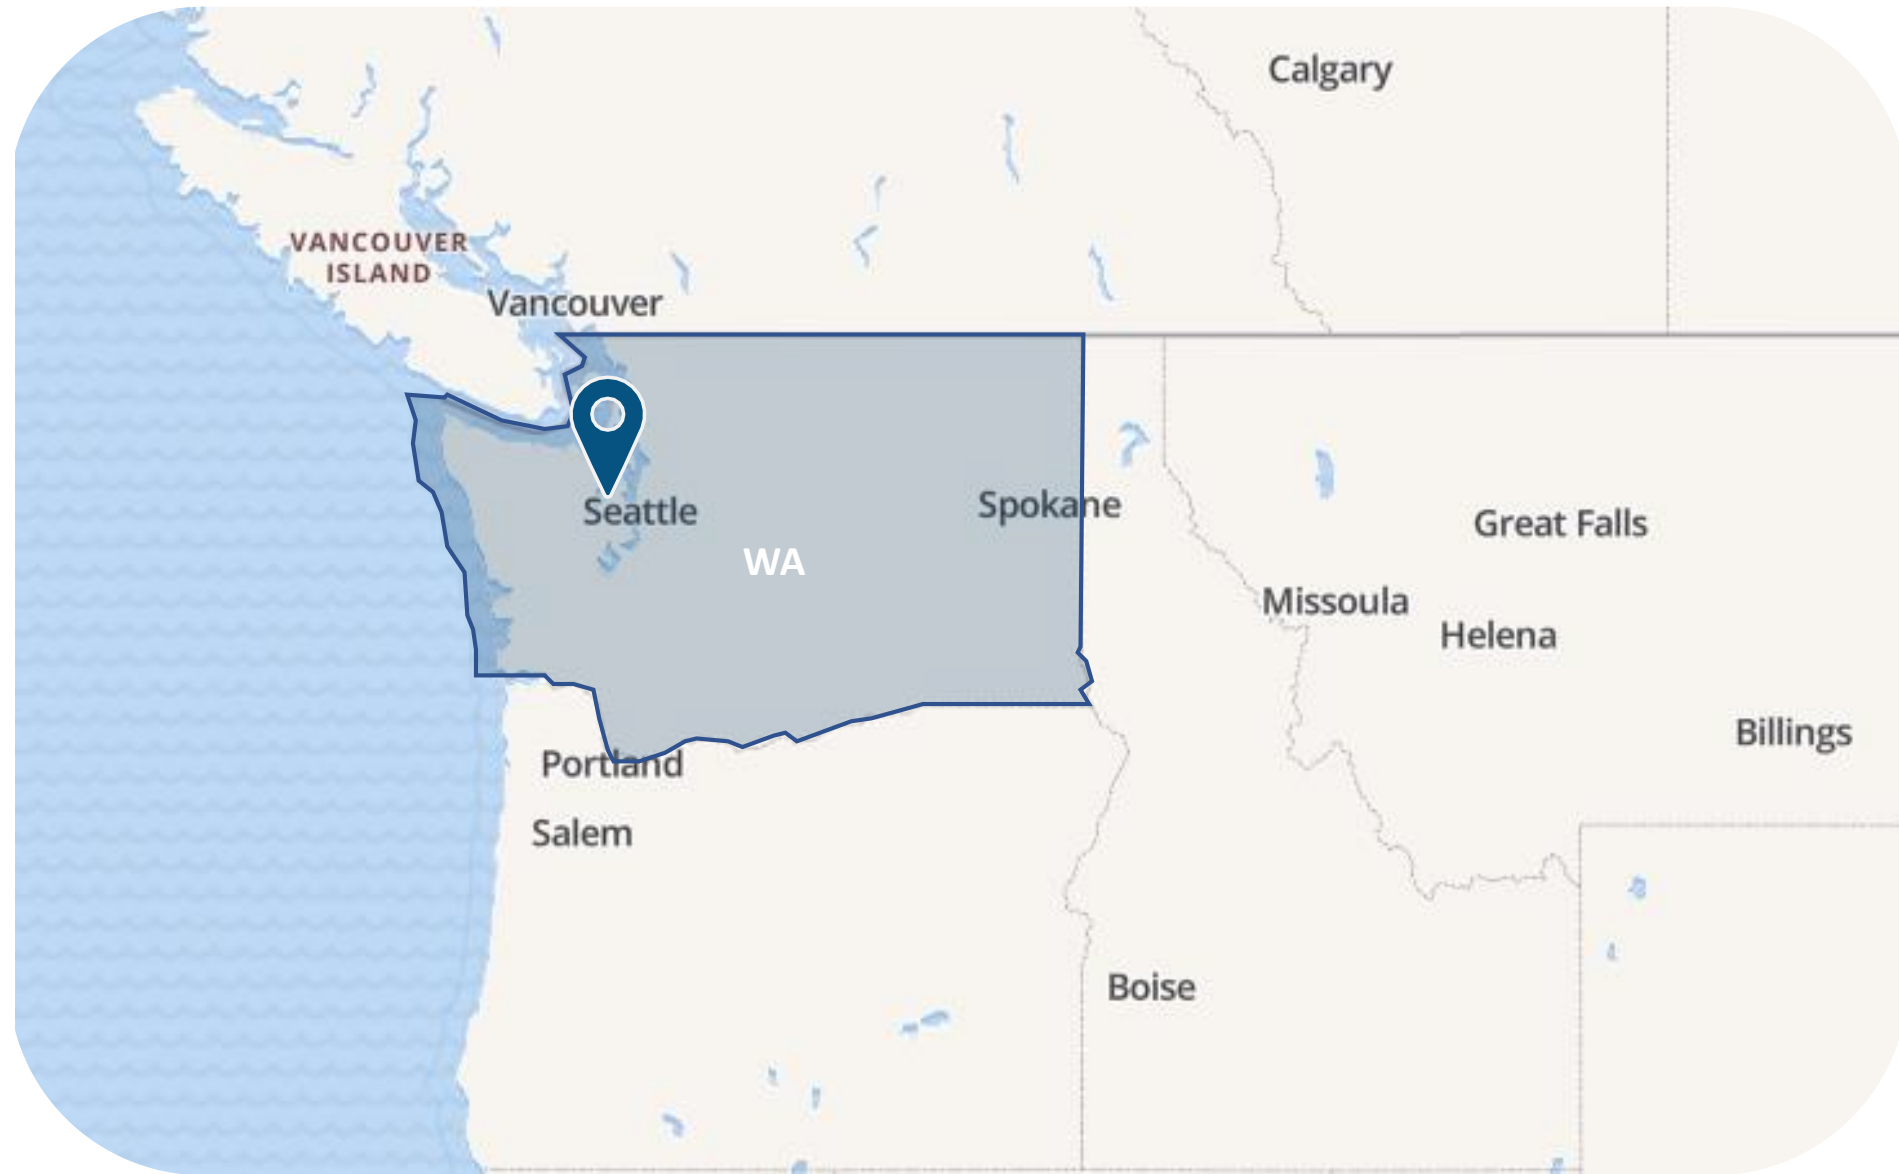 Calgary
VANCOUVER
ISLAND
Vancouver
Seattle
Spokane
WA
Great Falls
Missoula
Helena
Billings
Portland
Salem
Boise